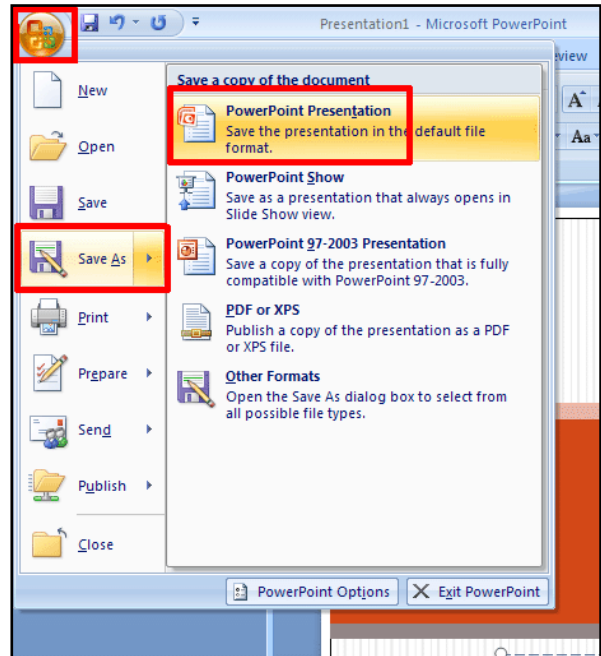 Presentation1 - Microsoft PowerPoint
view
New
Open
Save
Save As
Print
Prepare
Send
Publish
Close
Save a copy of the document
PowerPoint Presentation
Save the presentation in the default file
format.
PowerPoint Show
Save as a presentation that always opens in
Slide Show view.
PowerPoint 97-2003 Presentation
Save a copy of the presentation that is fully
compatible with PowerPoint 97-2003.
PDF or XPS
Publish a copy of the presentation as a PDF
or XPS file.
Other Formats
Open the Save As dialog box to select from
all possible file types.
A
Aa
PowerPoint Options
Exit PowerPoint